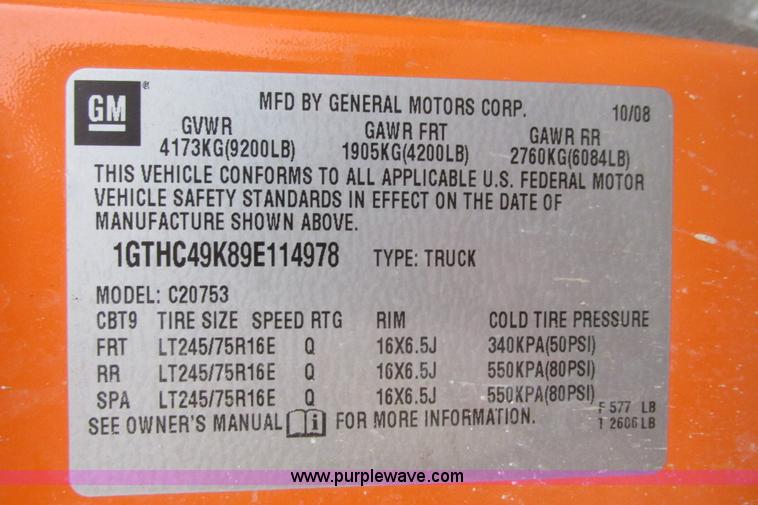 GM ®
MFD BY GENERAL MOTORS CORP. 10/08
GVWR GAWR FRT GAWR RR
4173KG(9200LB) 1905KG(4200LB) 2760KG(6084LB)
THIS VEHICLE CONFORMS TO ALL APPLICABLE U.S. FEDERAL MOTOR
VEHICLE SAFETY STANDARDS IN EFFECT ON THE DATE OF
MANUFACTURE SHOWN ABOVE.
1GTHC49K89E114978 TYPE: TRUCK
MODEL: C20753
CBT9 TIRE SIZE SPEED RTG RIM COLD TIRE PRESSURE
FRT LT245/75R16E Q 16X6.5J 340KPA(50PSI)
RR LT245/75R16E Q 16X6.5J 550KPA(80PSI)
SPA LT245/75R16E Q 16X6.5J 550KPA(80PSI)
F 577 LB
SEE OWNER'S MANUAL i FOR MORE INFORMATION. T 2606 LB
www.purplewave.com